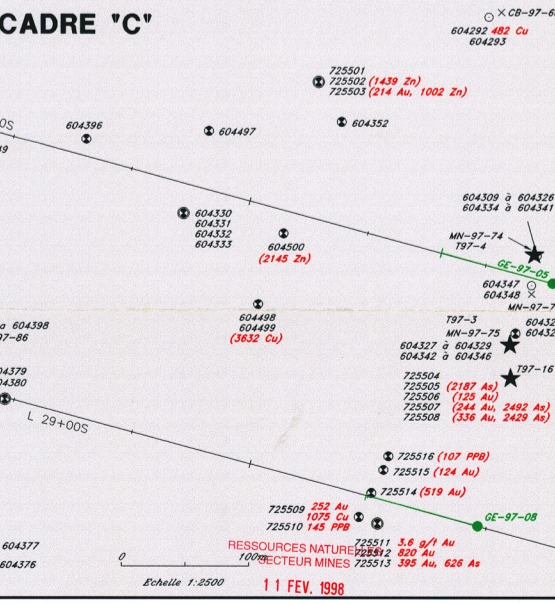 CADRE "C"
CB-97-6
604292 482 Cu
604293
725501
725502 (1439 Zn)
725503 (214 Au, 1002 Zn)
604396
604497
604352
604309 à 604326
604334 à 604341
604330
604331
604332
604333
604500
(2145 Zn)
MN-97-74
T97-4
GE-97-05
604347
604348
MN-97-7
604498
604499
(3632 Cu)
a 604398
97-86
T97-3
MN-97-75
604327 à 604329
604342 à 604346
T97-16
725504
725505 (2187 As)
725506 (125 Au)
725507 (244 Au, 2492 As)
725508 (336 Au, 2429 As)
L 29+00S
725516 (107 PPB)
725515 (124 Au)
725514 (519 Au)
725509 252 Au
1075 Cu
725510 145 PPB
GE-97-08
725511 3.6 g/t Au
725512 820 Au
725513 395 Au, 626 As
604377
604376
0 100m
Echelle 1:2500
RESSOURCES NATURELLES
SECTEUR MINES
11 FEV. 1998